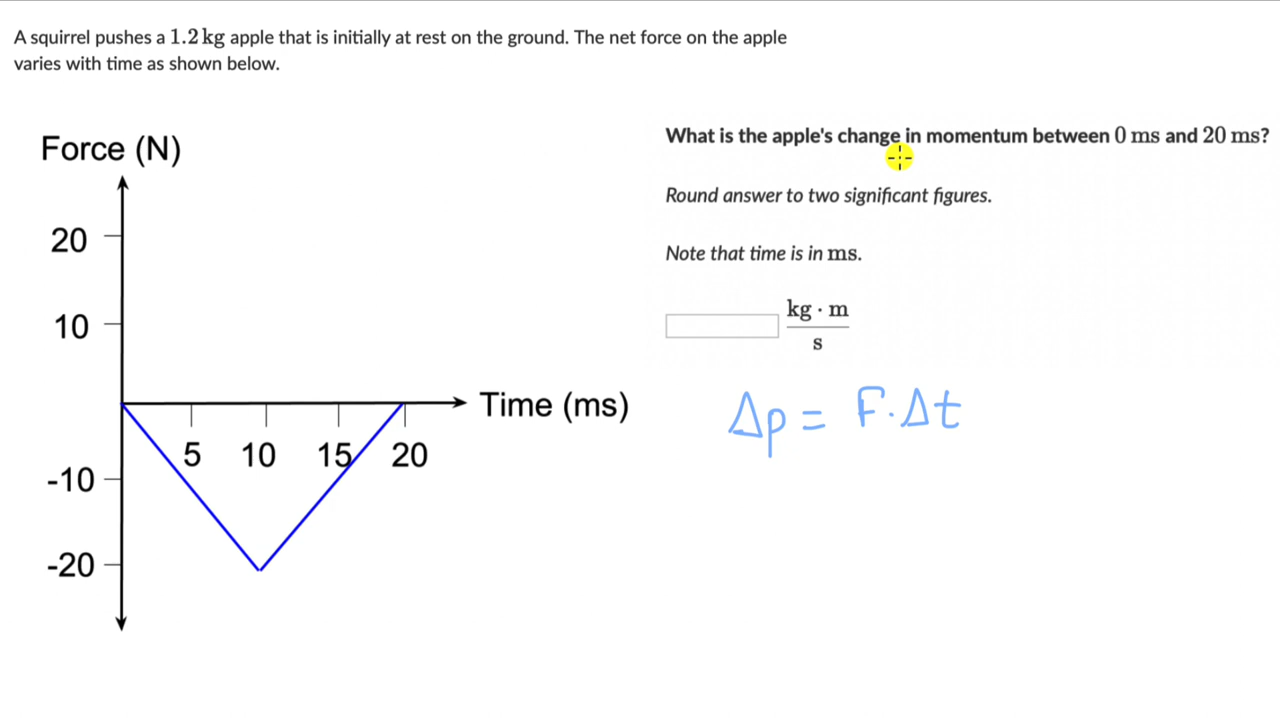 A squirrel pushes a 1.2 kg apple that is initially at rest on the ground. The net force on the apple
varies with time as shown below.
Force (N)
20
10
-10
-20
5 10 15 20
Time (ms)
What is the apple's change in momentum between 0 ms and 20 ms?
Round answer to two significant figures.
Note that time is in ms.
kg · m
s
Δp = F·Δt